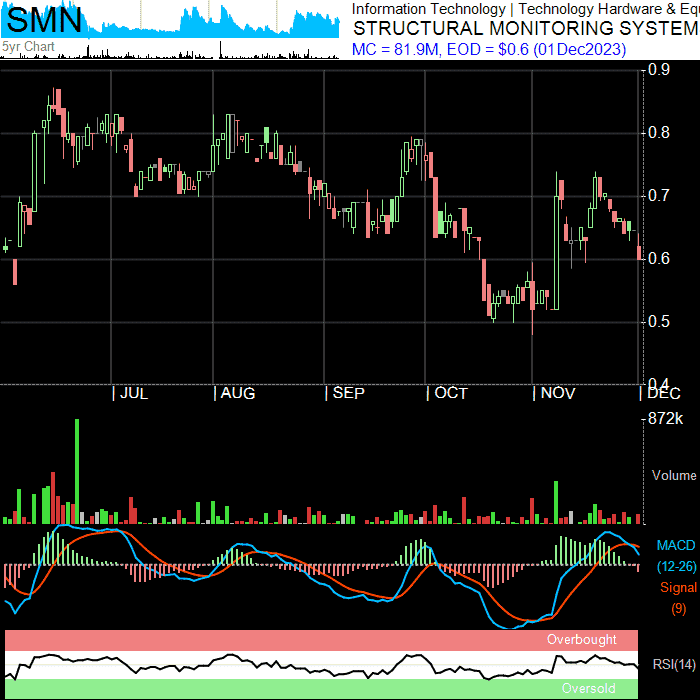 SMN
Information Technology | Technology Hardware & Equ
STRUCTURAL MONITORING SYSTEM
5yr Chart
MC = 81.9M, EOD = $0.6 (01Dec2023)
0.9
0.8
0.7
0.6
0.5
0.4
| JUL | AUG | SEP | OCT | NOV | DEC
872k
Volume
MACD
(12-26)
Signal
(9)
Overbought
RSI(14)
Oversold